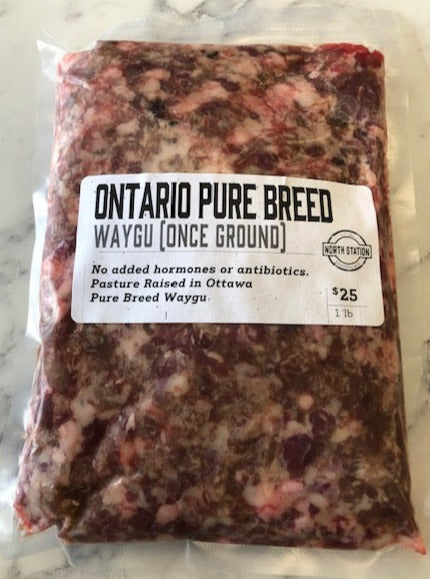 ONTARIO PURE BREED
WAYGU (ONCE GROUND)
NORTH STATION
No added hormones or antibiotics.
Pasture Raised in Ottawa
Pure Breed Waygu
$25
1 lb